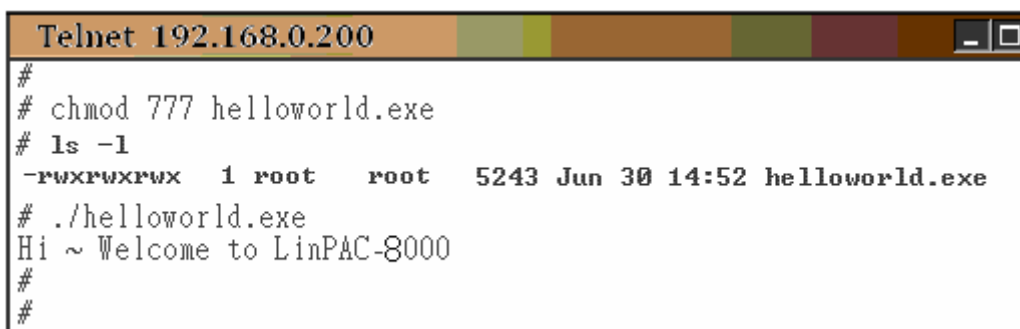 Telnet 192.168.0.200
#
# chmod 777 helloworld.exe
# ls -l
-rwxrwxrwx 1 root root 5243 Jun 30 14:52 helloworld.exe
# ./helloworld.exe
Hi ~ Welcome to LinPAC-8000
#
#